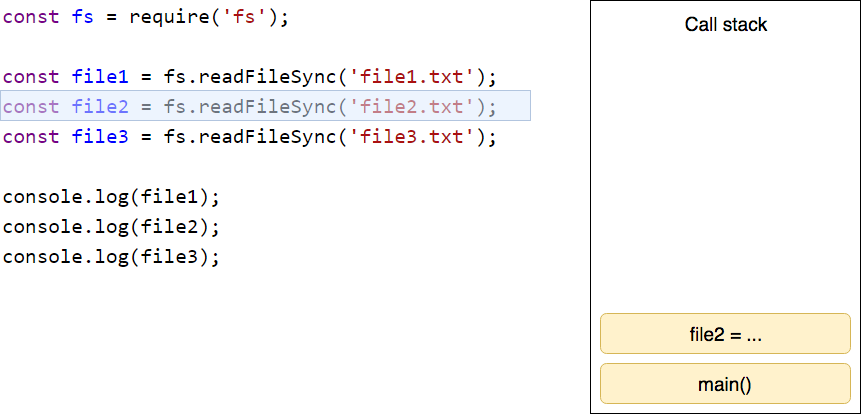 const fs = require('fs');
const file1 = fs.readFileSync('file1.txt');
const file2 = fs.readFileSync('file2.txt');
const file3 = fs.readFileSync('file3.txt');
console.log(file1);
console.log(file2);
console.log(file3);
Call stack
file2 = ...
main()